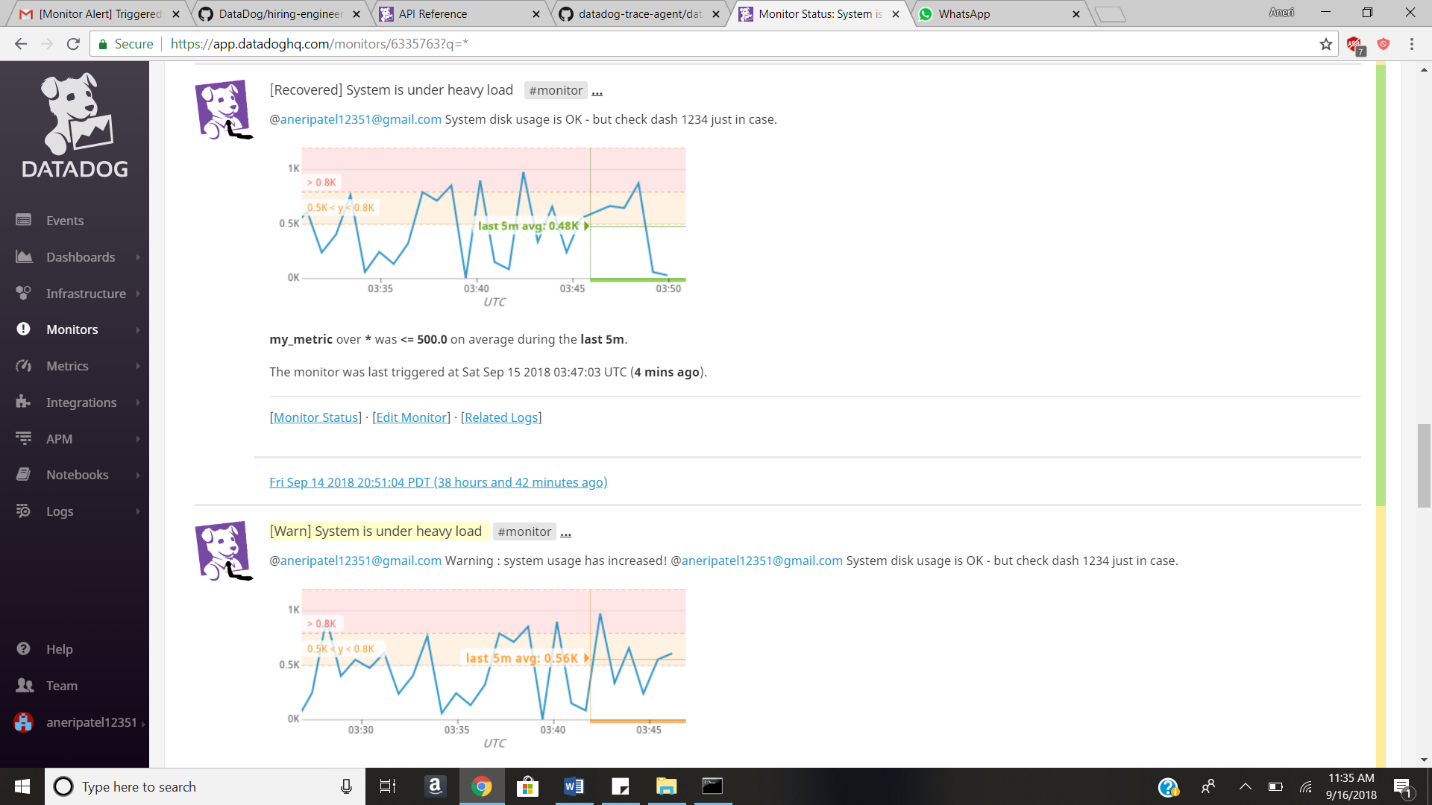 [Monitor Alert] Triggered
DataDog/hiring-engineer
API Reference
datadog-trace-agent/dat
Monitor Status: System is
WhatsApp
Aneri
Secure
https://app.datadoghq.com/monitors/6335763?q=*
7
DATADOG
Events
Dashboards
Infrastructure
Monitors
Metrics
Integrations
APM
Notebooks
Logs
Help
Team
aneripatel12351
[Recovered] System is under heavy load #monitor ...
@aneripatel12351@gmail.com System disk usage is OK - but check dash 1234 just in case.
1K
> 0.8K
0.5K < y < 0.8K
0.5K
last 5m avg: 0.48K
0K
03:35 03:40 03:45 03:50
UTC
my_metric over * was <= 500.0 on average during the last 5m.
The monitor was last triggered at Sat Sep 15 2018 03:47:03 UTC (4 mins ago).
[Monitor Status] · [Edit Monitor] · [Related Logs]
Fri Sep 14 2018 20:51:04 PDT (38 hours and 42 minutes ago)
[Warn] System is under heavy load #monitor ...
@aneripatel12351@gmail.com Warning : system usage has increased! @aneripatel12351@gmail.com System disk usage is OK - but check dash 1234 just in case.
1K
> 0.8K
0.5K < y < 0.8K
0.5K
last 5m avg: 0.56K
0K
03:30 03:35 03:40 03:45
UTC
Type here to search
11:35 AM
9/16/2018
1